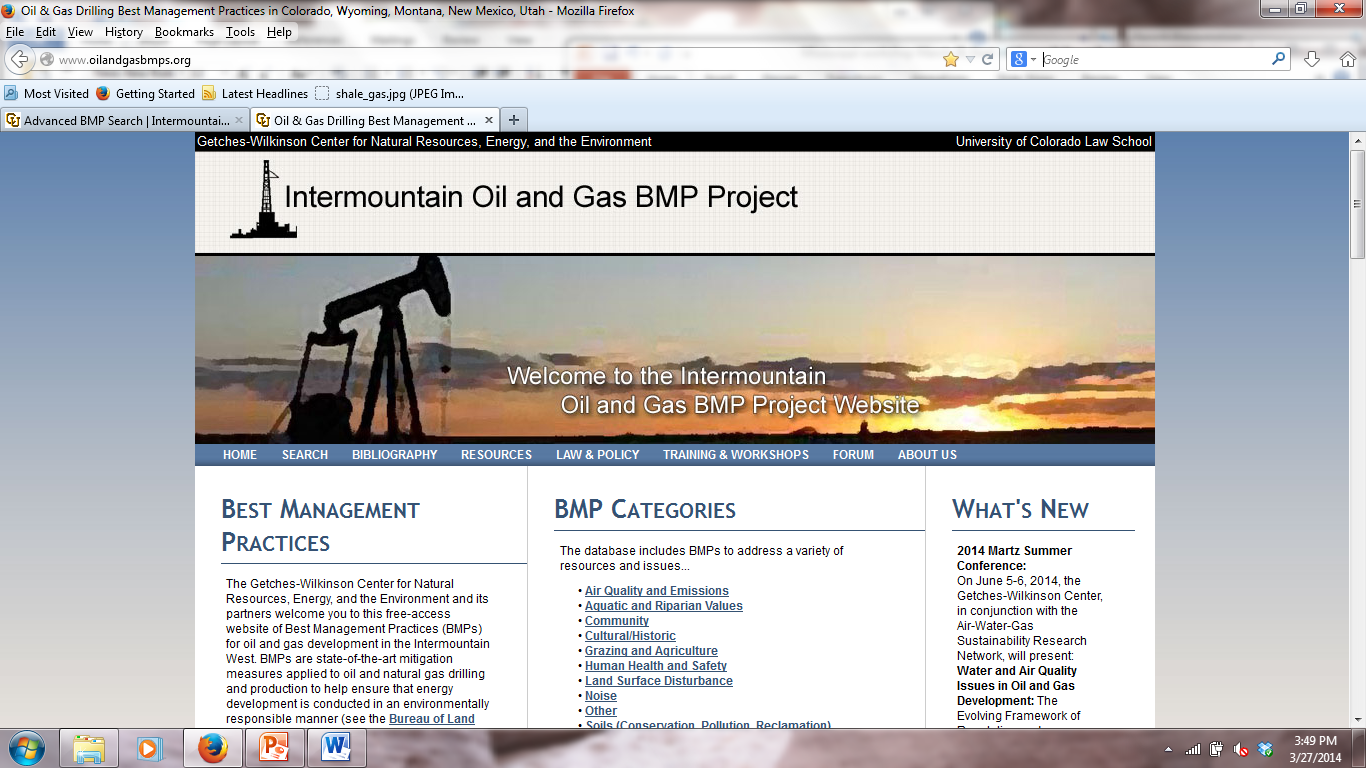 Oil & Gas Drilling Best Management Practices in Colorado, Wyoming, Montana, New Mexico, Utah - Mozilla Firefox
File Edit View History Bookmarks Tools Help
www.oilandgasbmps.org
Google
Most Visited Getting Started Latest Headlines shale_gas.jpg (JPEG Im...
Advanced BMP Search | Intermountai...
Oil & Gas Drilling Best Management ...
Getches-Wilkinson Center for Natural Resources, Energy, and the Environment
University of Colorado Law School
Intermountain Oil and Gas BMP Project
Welcome to the Intermountain
Oil and Gas BMP Project Website
HOME SEARCH BIBLIOGRAPHY RESOURCES LAW & POLICY TRAINING & WORKSHOPS FORUM ABOUT US
BEST MANAGEMENT
PRACTICES
The Getches-Wilkinson Center for Natural
Resources, Energy, and the Environment and its
partners welcome you to this free-access
website of Best Management Practices (BMPs)
for oil and gas development in the Intermountain
West. BMPs are state-of-the-art mitigation
measures applied to oil and natural gas drilling
and production to help ensure that energy
development is conducted in an environmentally
responsible manner (see the Bureau of Land
BMP CATEGORIES
The database includes BMPs to address a variety of
resources and issues...
• Air Quality and Emissions
• Aquatic and Riparian Values
• Community
• Cultural/Historic
• Grazing and Agriculture
• Human Health and Safety
• Land Surface Disturbance
• Noise
• Other
• Soils (Conservation, Pollution, Reclamation)
WHAT'S NEW
2014 Martz Summer
Conference:
On June 5-6, 2014, the
Getches-Wilkinson Center,
in conjunction with the
Air-Water-Gas
Sustainability Research
Network, will present:
Water and Air Quality
Issues in Oil and Gas
Development: The
Evolving Framework of
3:49 PM
3/27/2014